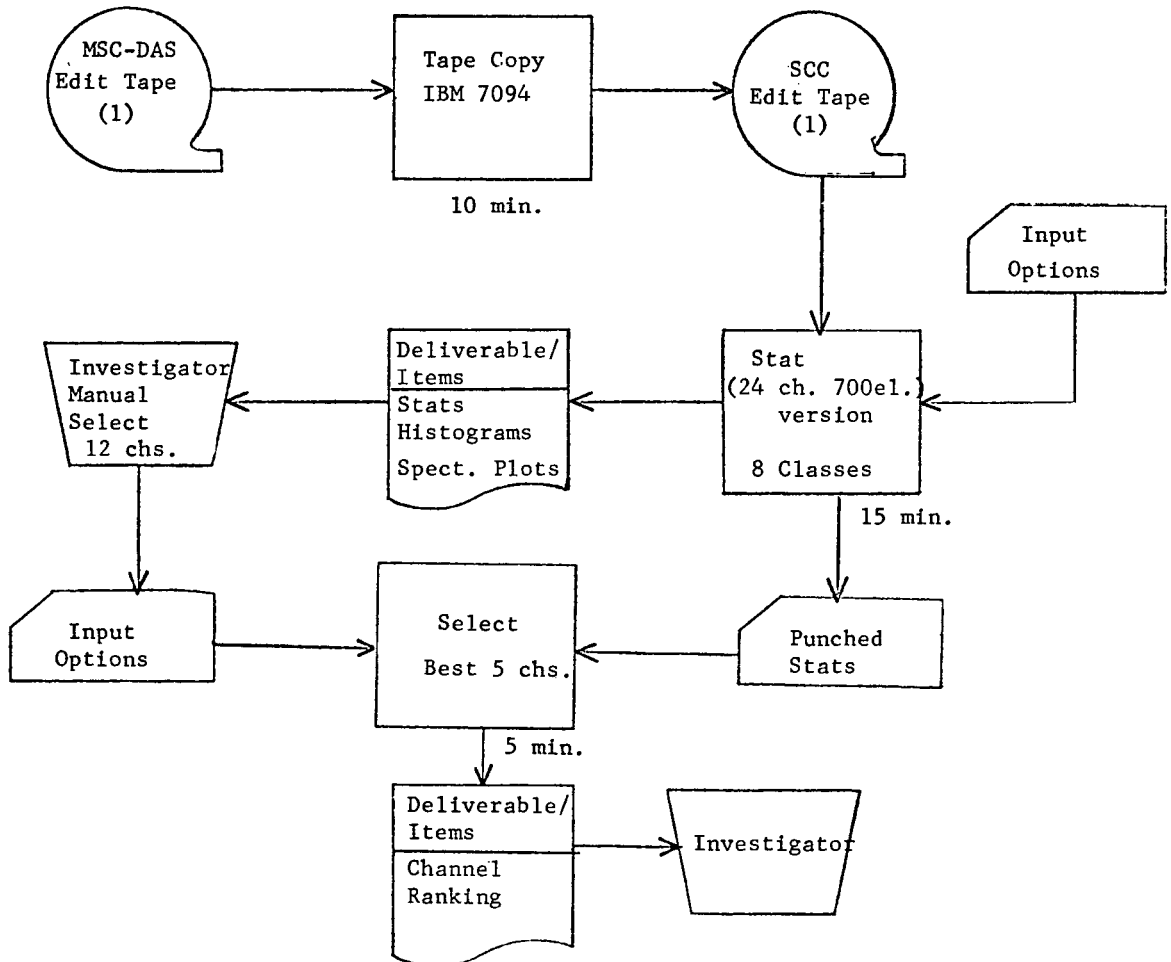 MSC-DAS
Edit Tape
(1)
Tape Copy
IBM 7094
10 min.
SCC
Edit Tape
(1)
Input
Options
Investigator
Manual
Select
12 chs.
Deliverable/
Items
Stats
Histograms
Spect. Plots
Stat
(24 ch. 700el.)
version
8 Classes
15 min.
Input
Options
Select
Best 5 chs.
5 min.
Punched
Stats
Deliverable/
Items
Channel
Ranking
Investigator